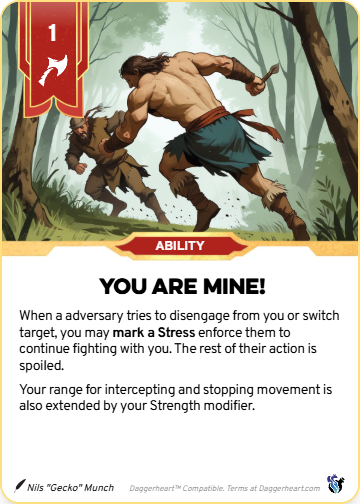 1
ABILITY
YOU ARE MINE!
When a adversary tries to disengage from you or switch
target, you may mark a Stress enforce them to
continue fighting with you. The rest of their action is
spoiled.
Your range for intercepting and stopping movement is
also extended by your Strength modifier.
Nils "Gecko" Munch
Daggerheart™ Compatible. Terms at Daggerheart.com